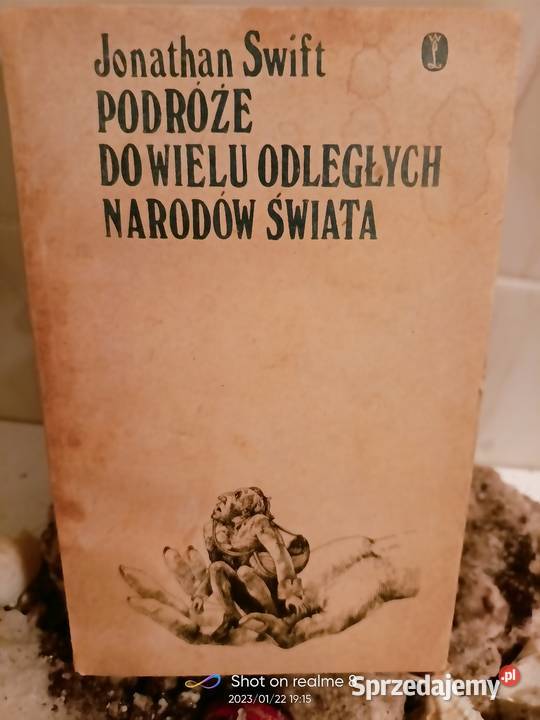 Jonathan Swift
PODRÓŻE
DO WIELU ODLEGŁYCH
NARODÓW ŚWIATA
Shot on realme 8
2023/01/22 19:15
Sprzedajemy.pl